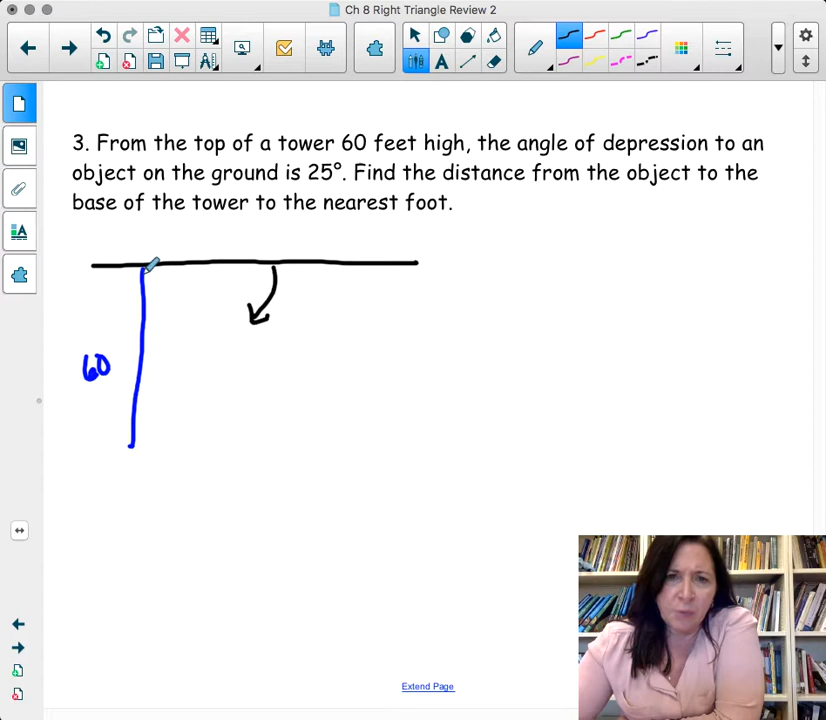 Ch 8 Right Triangle Review 2
3. From the top of a tower 60 feet high, the angle of depression to an
object on the ground is 25°. Find the distance from the object to the
base of the tower to the nearest foot.
60
Extend Page